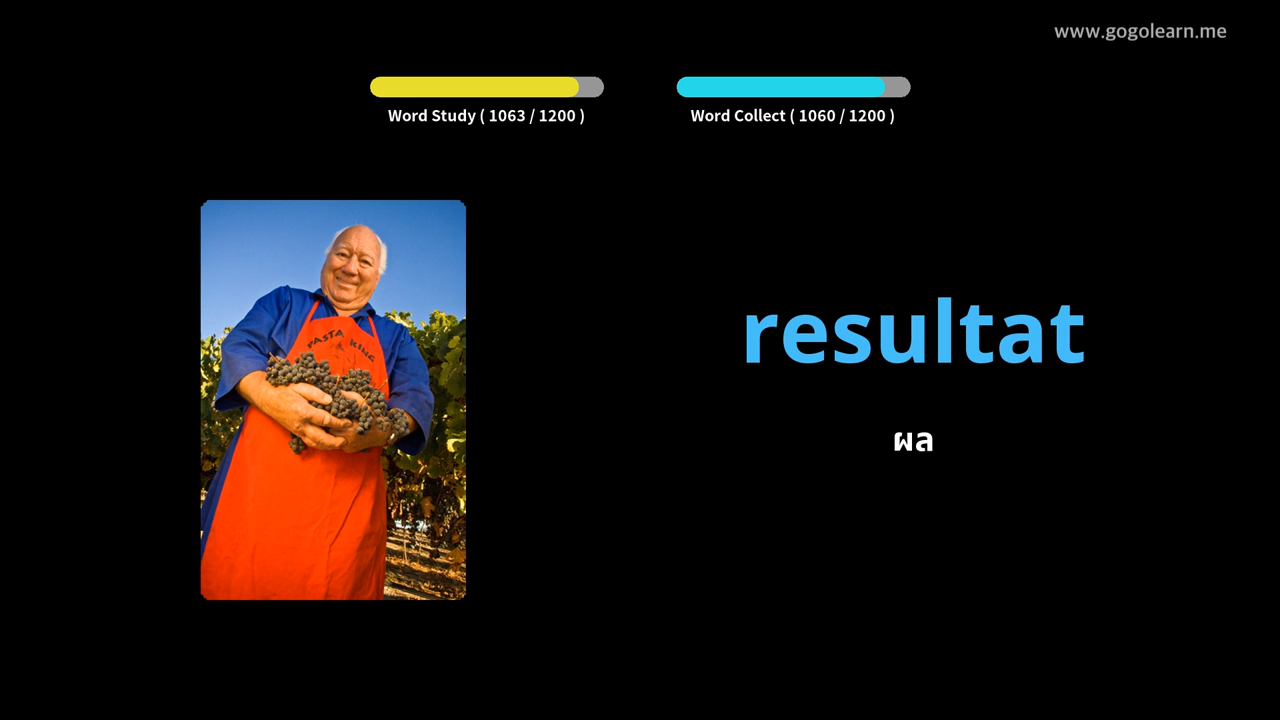 www.gogolearn.me
Word Study ( 1063 / 1200 )
Word Collect ( 1060 / 1200 )
PASTA KING
resultat
ผล